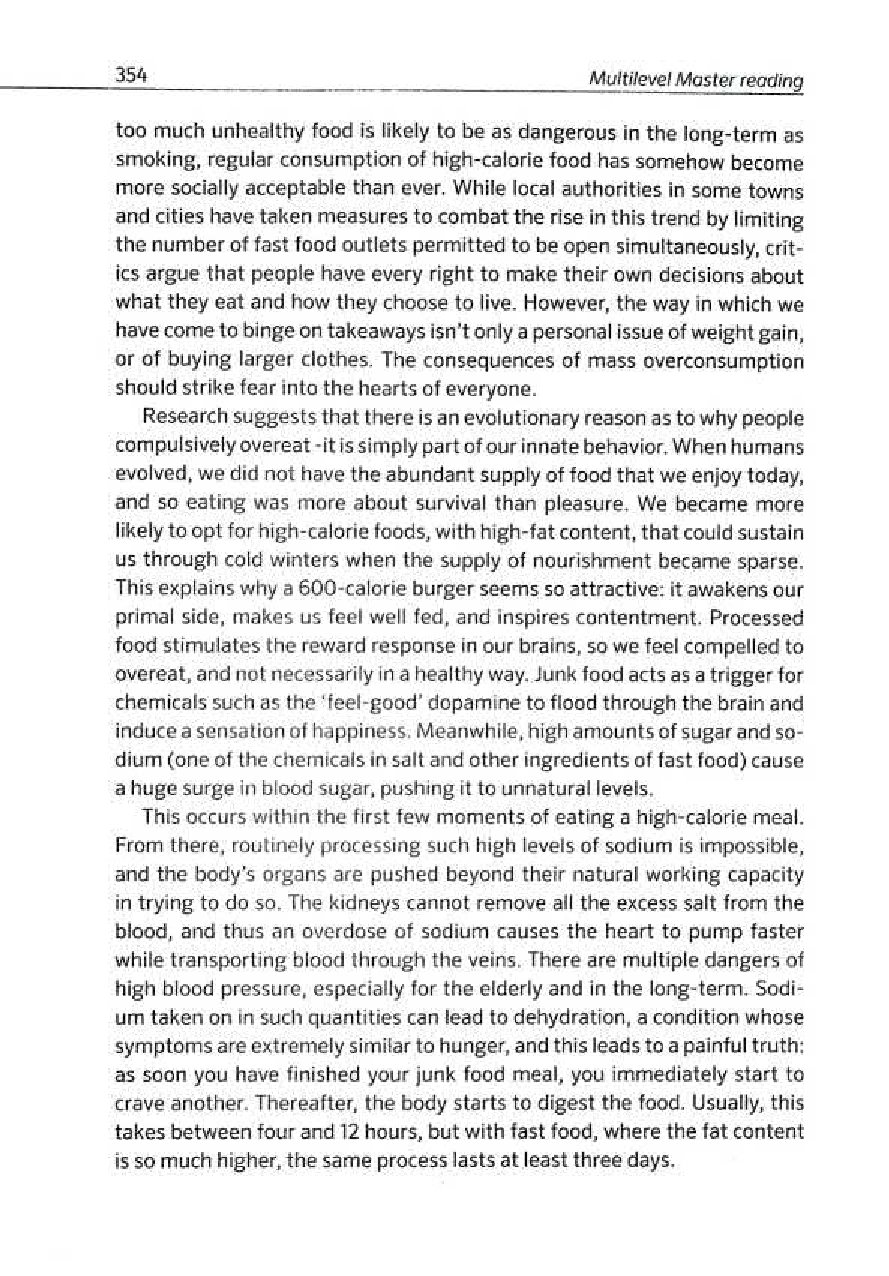 354
Multilevel Master reading
too much unhealthy food is likely to be as dangerous in the long-term as
smoking, regular consumption of high-calorie food has somehow become
more socially acceptable than ever. While local authorities in some towns
and cities have taken measures to combat the rise in this trend by limiting
the number of fast food outlets permitted to be open simultaneously, crit-
ics argue that people have every right to make their own decisions about
what they eat and how they choose to live. However, the way in which we
have come to binge on takeaways isn't only a personal issue of weight gain,
or of buying larger clothes. The consequences of mass overconsumption
should strike fear into the hearts of everyone.
Research suggests that there is an evolutionary reason as to why people
compulsively overeat -it is simply part of our innate behavior. When humans
evolved, we did not have the abundant supply of food that we enjoy today,
and so eating was more about survival than pleasure. We became more
likely to opt for high-calorie foods, with high-fat content, that could sustain
us through cold winters when the supply of nourishment became sparse.
This explains why a 600-calorie burger seems so attractive: it awakens our
primal side, makes us feel well fed, and inspires contentment. Processed
food stimulates the reward response in our brains, so we feel compelled to
overeat, and not necessarily in a healthy way. Junk food acts as a trigger for
chemicals such as the 'feel-good' dopamine to flood through the brain and
induce a sensation of happiness. Meanwhile, high amounts of sugar and so-
dium (one of the chemicals in salt and other ingredients of fast food) cause
a huge surge in blood sugar, pushing it to unnatural levels.
This occurs within the first few moments of eating a high-calorie meal.
From there, routinely processing such high levels of sodium is impossible,
and the body's organs are pushed beyond their natural working capacity
in trying to do so. The kidneys cannot remove all the excess salt from the
blood, and thus an overdose of sodium causes the heart to pump faster
while transporting blood through the veins. There are multiple dangers of
high blood pressure, especially for the elderly and in the long-term. Sodi-
um taken on in such quantities can lead to dehydration, a condition whose
symptoms are extremely similar to hunger, and this leads to a painful truth:
as soon you have finished your junk food meal, you immediately start to
crave another. Thereafter, the body starts to digest the food. Usually, this
takes between four and 12 hours, but with fast food, where the fat content
is so much higher, the same process lasts at least three days.